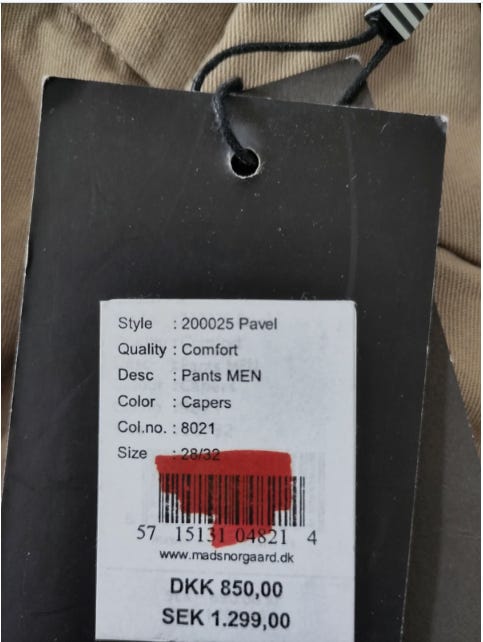 Style : 200025 Pavel
Quality : Comfort
Desc : Pants MEN
Color : Capers
Col.no. : 8021
Size : 28/32
57 15131 04821 4
www.madsnorgaard.dk
DKK 850,00
SEK 1.299,00